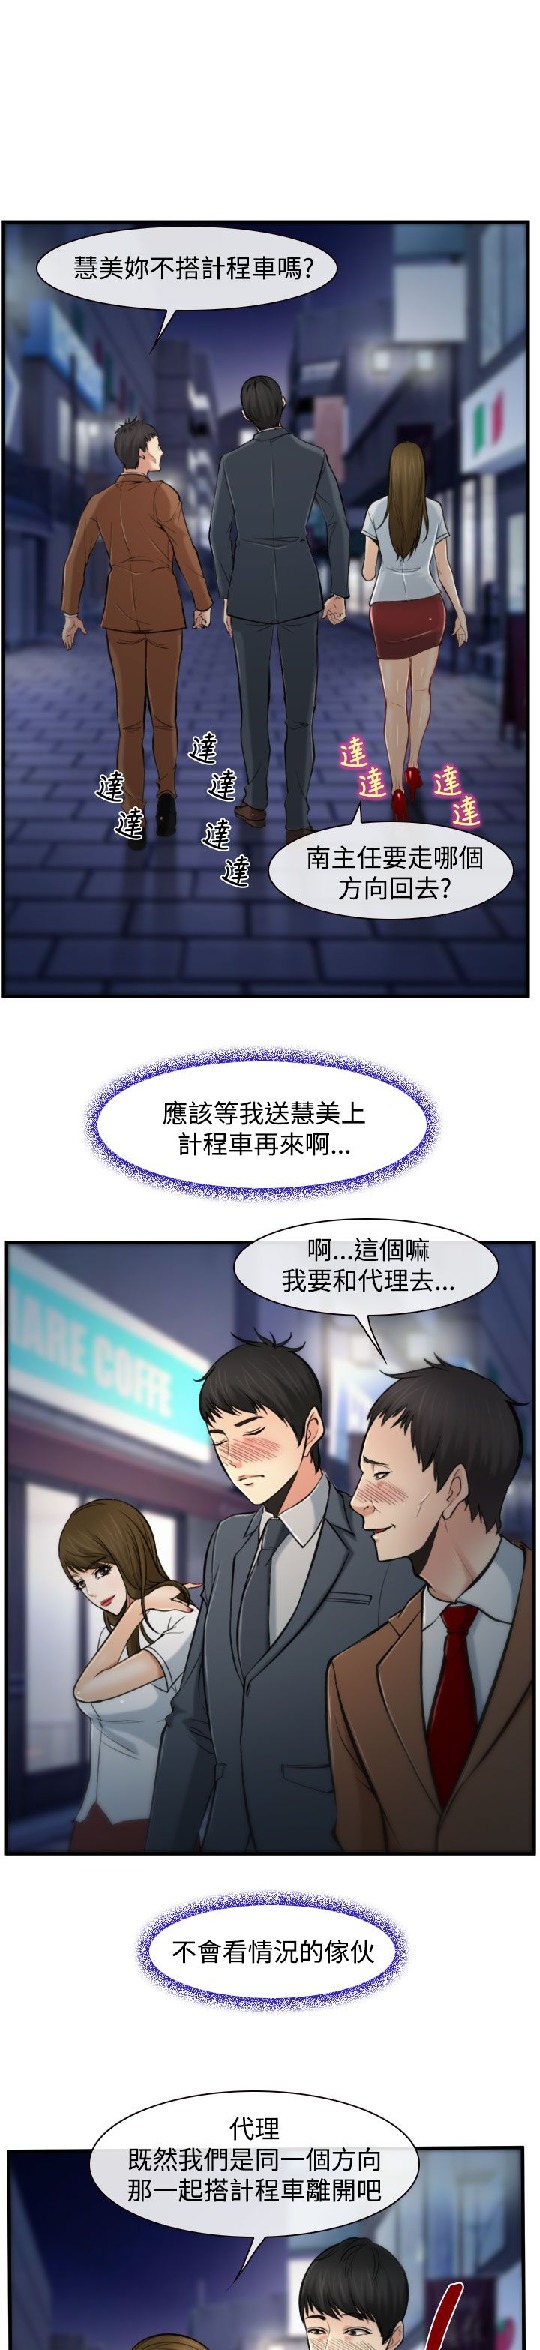 慧美妳不搭計程車嗎?
達
達
達
達
達
達
達
達
達
達
南主任要走哪個
方向回去?
應該等我送慧美上
計程車再來啊...
啊...這個嘛
我要和代理去...
HARE COFFE
不會看情況的傢伙
代理
既然我們是同一個方向
那一起搭計程車離開吧